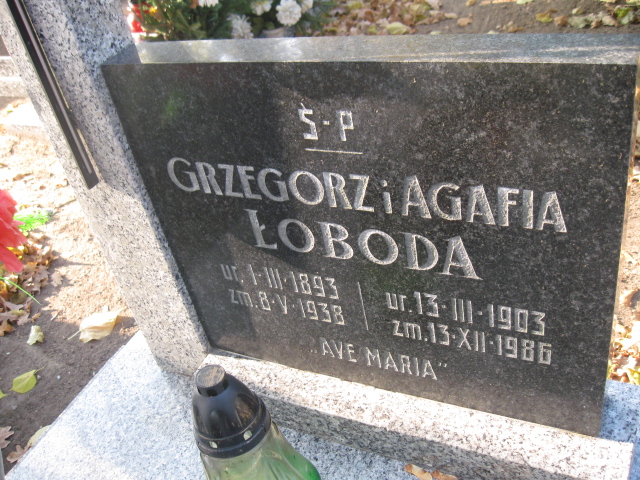 Ś-P
GRZEGORZ i AGAFIA
ŁOBODA
ur. 1·III·1893
zm. 8·V·1938
ur. 13·III·1903
zm. 13·XII·1986
„AVE MARIA"